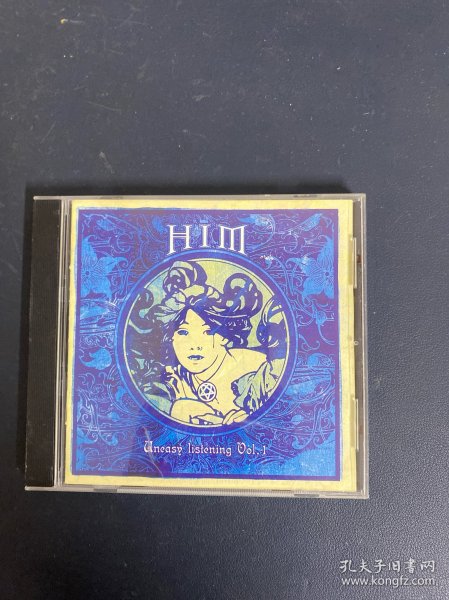 HIM
Uneasy listening Vol. 1
孔夫子旧书网
www.kongfz.com